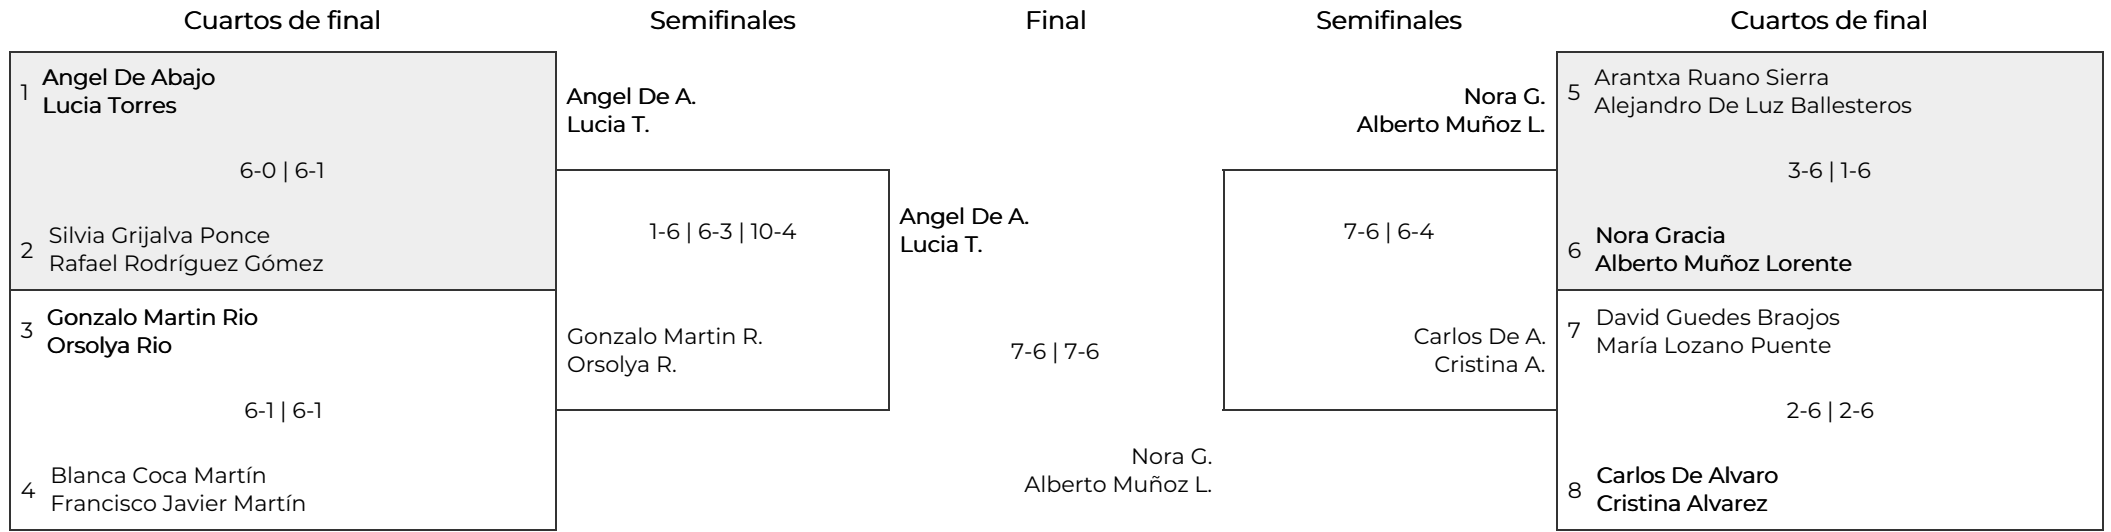 Cuartos de final
Semifinales
Final
Semifinales
Cuartos de final
1
Angel De Abajo
Lucia Torres
6-0 | 6-1
2
Silvia Grijalva Ponce
Rafael Rodríguez Gómez
3
Gonzalo Martin Rio
Orsolya Rio
6-1 | 6-1
4
Blanca Coca Martín
Francisco Javier Martín
Angel De A.
Lucia T.
1-6 | 6-3 | 10-4
Gonzalo Martin R.
Orsolya R.
Angel De A.
Lucia T.
7-6 | 7-6
Nora G.
Alberto Muñoz L.
Nora G.
Alberto Muñoz L.
7-6 | 6-4
Carlos De A.
Cristina A.
5
Arantxa Ruano Sierra
Alejandro De Luz Ballesteros
3-6 | 1-6
6
Nora Gracia
Alberto Muñoz Lorente
7
David Guedes Braojos
María Lozano Puente
2-6 | 2-6
8
Carlos De Alvaro
Cristina Alvarez